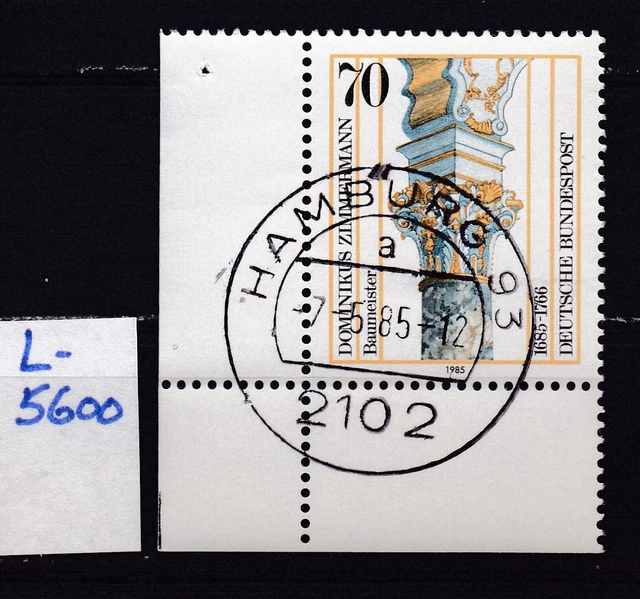 70
DOMINIKUS ZIMMERMANN
Baumeister
1685-1766
DEUTSCHE BUNDESPOST
1985
HAMBURG 93
a
-7-5.85-12
2102
L-
5600